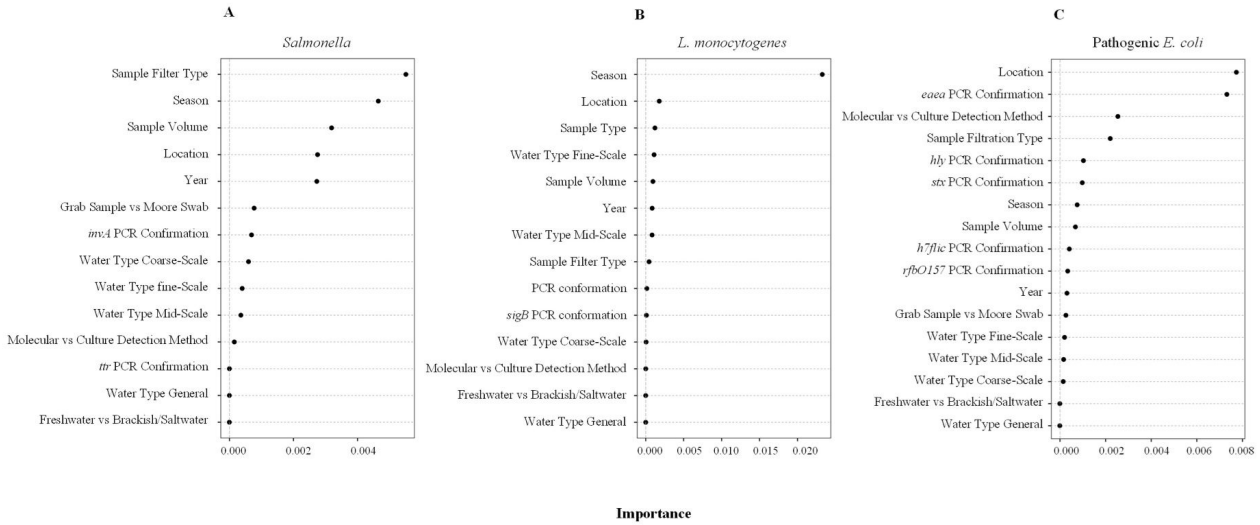 A
Salmonella
Sample Filter Type
Season
Sample Volume
Location
Year
Grab Sample vs Moore Swab
invA PCR Confirmation
Water Type Coarse-Scale
Water Type fine-Scale
Water Type Mid-Scale
Molecular vs Culture Detection Method
ttr PCR Confirmation
Water Type General
Freshwater vs Brackish/Saltwater
0.000 0.002 0.004
B
L. monocytogenes
Season
Location
Sample Type
Water Type Fine-Scale
Sample Volume
Year
Water Type Mid-Scale
Sample Filter Type
PCR conformation
sigB PCR conformation
Water Type Coarse-Scale
Molecular vs Culture Detection Method
Freshwater vs Brackish/Saltwater
Water Type General
0.000 0.005 0.010 0.015 0.020
C
Pathogenic E. coli
Location
eaea PCR Confirmation
Molecular vs Culture Detection Method
Sample Filtration Type
hly PCR Confirmation
stx PCR Confirmation
Season
Sample Volume
h7flic PCR Confirmation
rfbO157 PCR Confirmation
Year
Grab Sample vs Moore Swab
Water Type Fine-Scale
Water Type Mid-Scale
Water Type Coarse-Scale
Freshwater vs Brackish/Saltwater
Water Type General
0.000 0.002 0.004 0.006 0.008
Importance